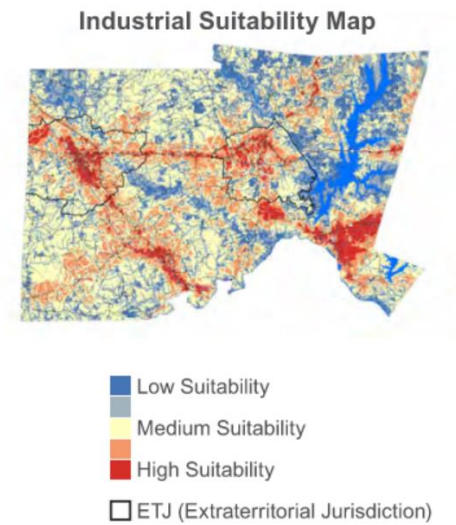 Industrial Suitability Map
Low Suitability
Medium Suitability
High Suitability
ETJ (Extraterritorial Jurisdiction)